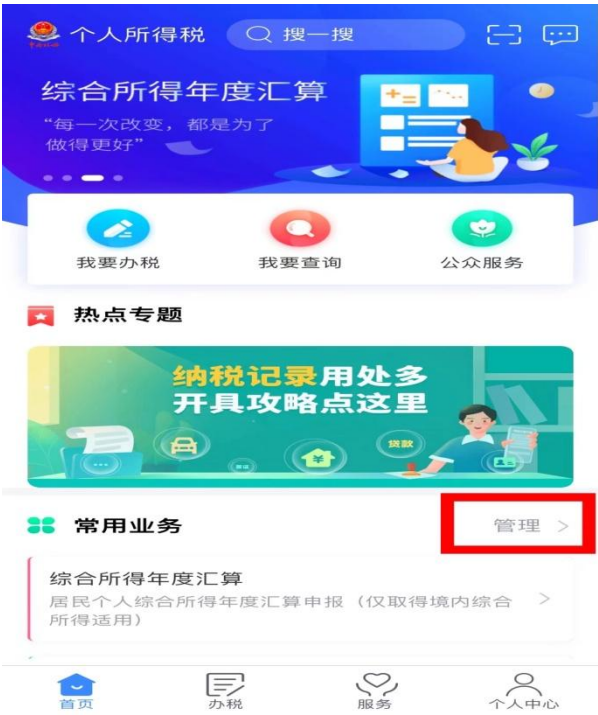 个人所得税
搜一搜
综合所得年度汇算
“每一次改变，都是为了
做得更好”
我要办税
我要查询
公众服务
热点专题
纳税记录用处多
开具攻略点这里
贷款
常用业务
管理 >
综合所得年度汇算
居民个人综合所得年度汇算申报（仅取得境内综合
所得适用）
首页
办税
服务
个人中心